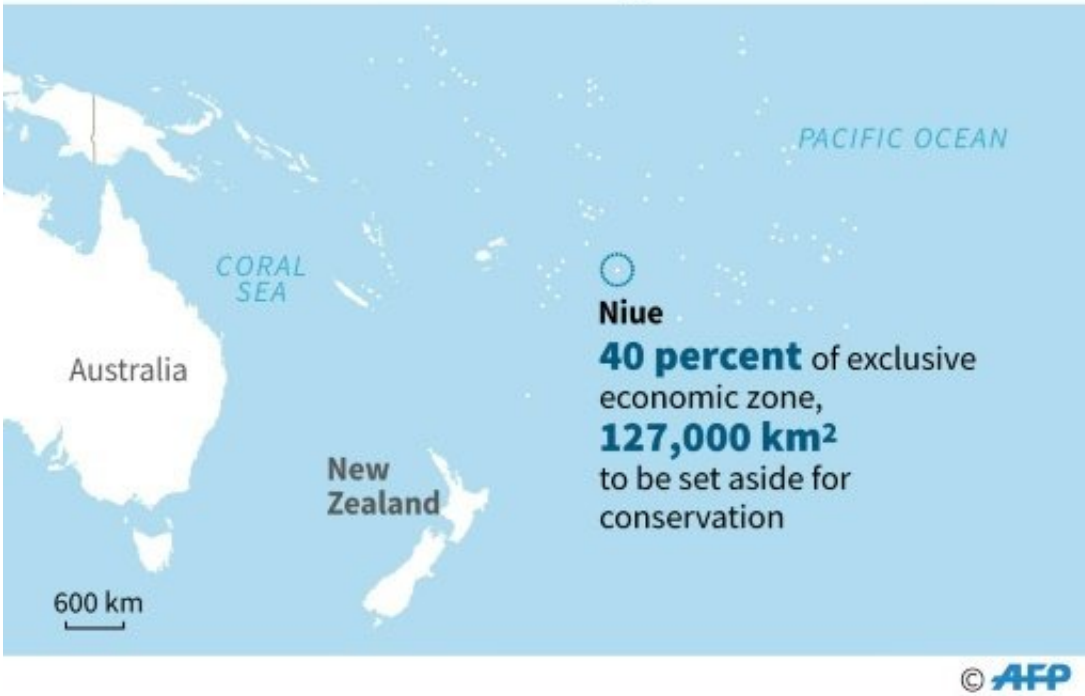 PACIFIC OCEAN
CORAL
SEA
Niue
40 percent of exclusive
economic zone,
127,000 km²
to be set aside for
conservation
Australia
New
Zealand
600 km
© AFP